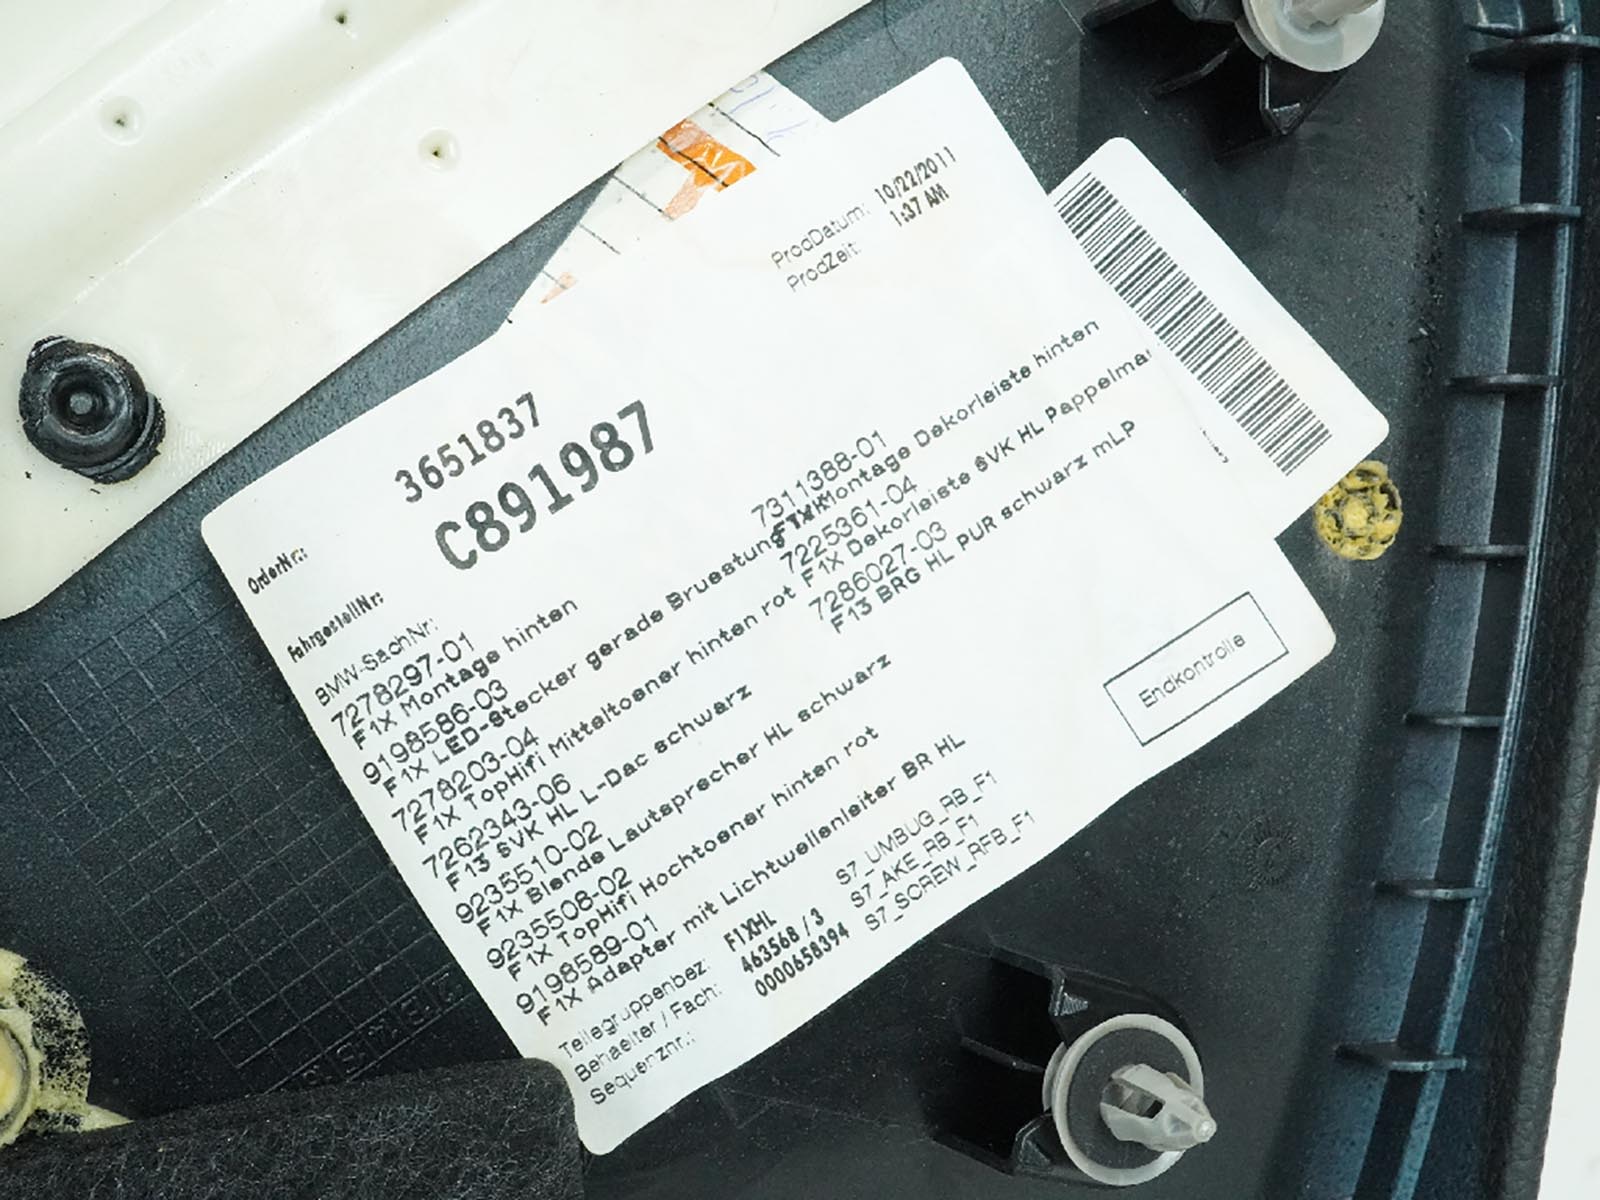 ProdDatum: 10/22/2011
ProdZeit: 1:37 AM
OrderNr.: 3651837
FahrgestellNr: C891987
BMW-SachNr:
7278297-01
F1X Montage hinten
9198586-03
F1X LED-Stecker gerade Bruestung
7278203-04
F1X TopHifi Mitteltoener hinten rot
7262343-06
F13 SVK HL L-Dac schwarz
9235510-02
F1X Blende Lautsprecher HL schwarz
9235508-02
F1X TopHifi Hochtoener hinten rot
9198589-01
F1X Adapter mit Lichtwellenleiter BR HL
7311388-01
Montage Dekorleiste hinten
7225361-04
F1X Dekorleiste SVK HL Pappelma
7286027-03
F13 BRG HL PUR schwarz mLP
Endkontrolle
Teilegruppenbez: F1XHL
Behaelter / Fach: 463568 / 3
Sequenznr.: 0000658394
S7_UMBUG_RB_F1
S7_AKE_RB_F1
S7_SCREW_RFB_F1